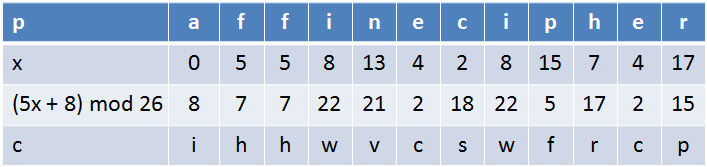 p a f f i n e c i p h e r
x 0 5 5 8 13 4 2 8 15 7 4 17
(5x + 8) mod 26 8 7 7 22 21 2 18 22 5 17 2 15
c i h h w v c s w f r c p